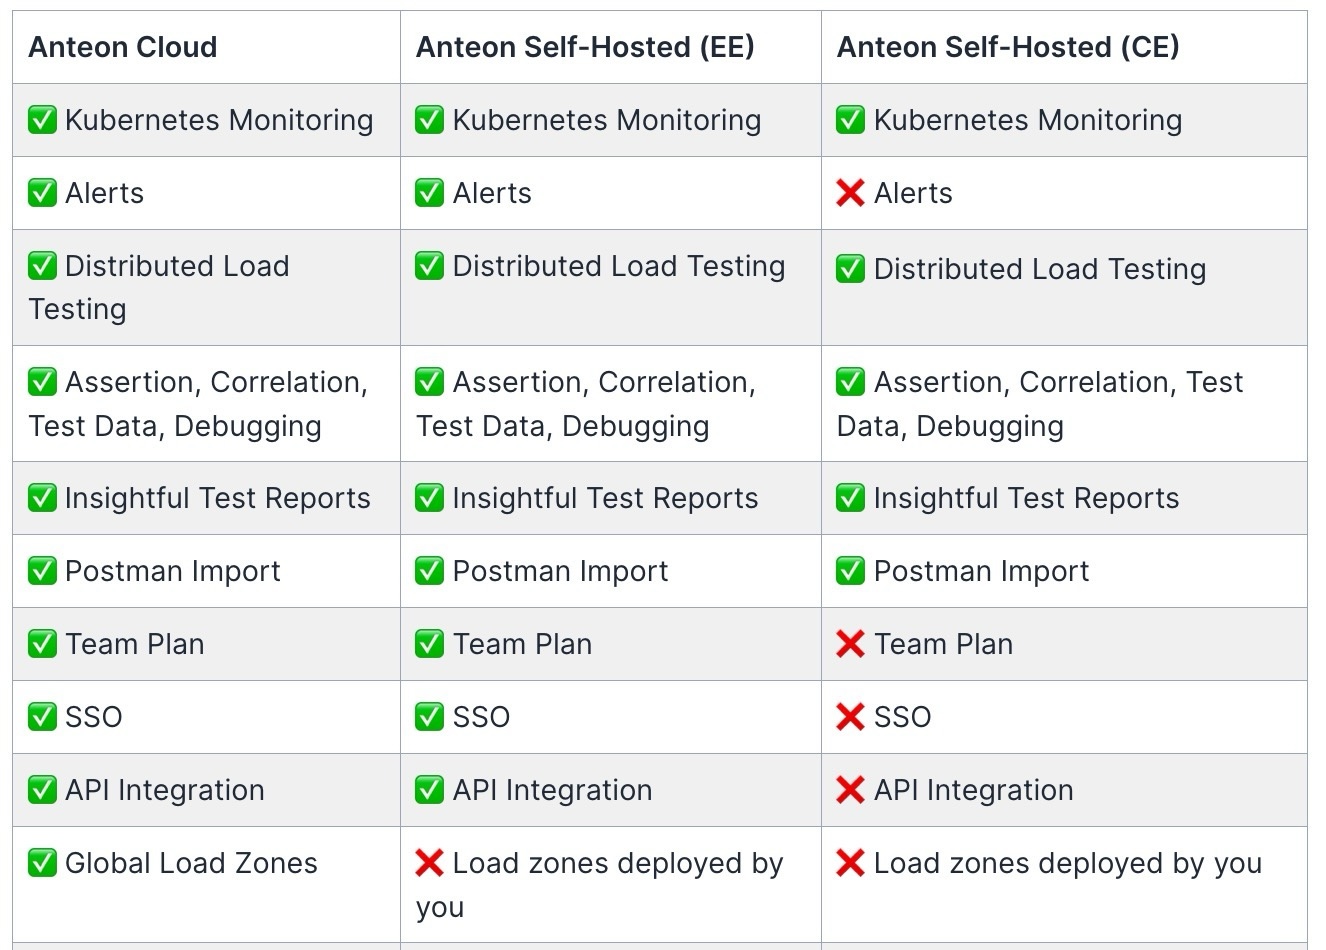 Anteon Cloud
Anteon Self-Hosted (EE)
Anteon Self-Hosted (CE)
✅ Kubernetes Monitoring
✅ Kubernetes Monitoring
✅ Kubernetes Monitoring
✅ Alerts
✅ Alerts
❌ Alerts
✅ Distributed Load
Testing
✅ Distributed Load Testing
✅ Distributed Load Testing
✅ Assertion, Correlation,
Test Data, Debugging
✅ Assertion, Correlation,
Test Data, Debugging
✅ Assertion, Correlation, Test
Data, Debugging
✅ Insightful Test Reports
✅ Insightful Test Reports
✅ Insightful Test Reports
✅ Postman Import
✅ Postman Import
✅ Postman Import
✅ Team Plan
✅ Team Plan
❌ Team Plan
✅ SSO
✅ SSO
❌ SSO
✅ API Integration
✅ API Integration
❌ API Integration
✅ Global Load Zones
❌ Load zones deployed by
you
❌ Load zones deployed by you